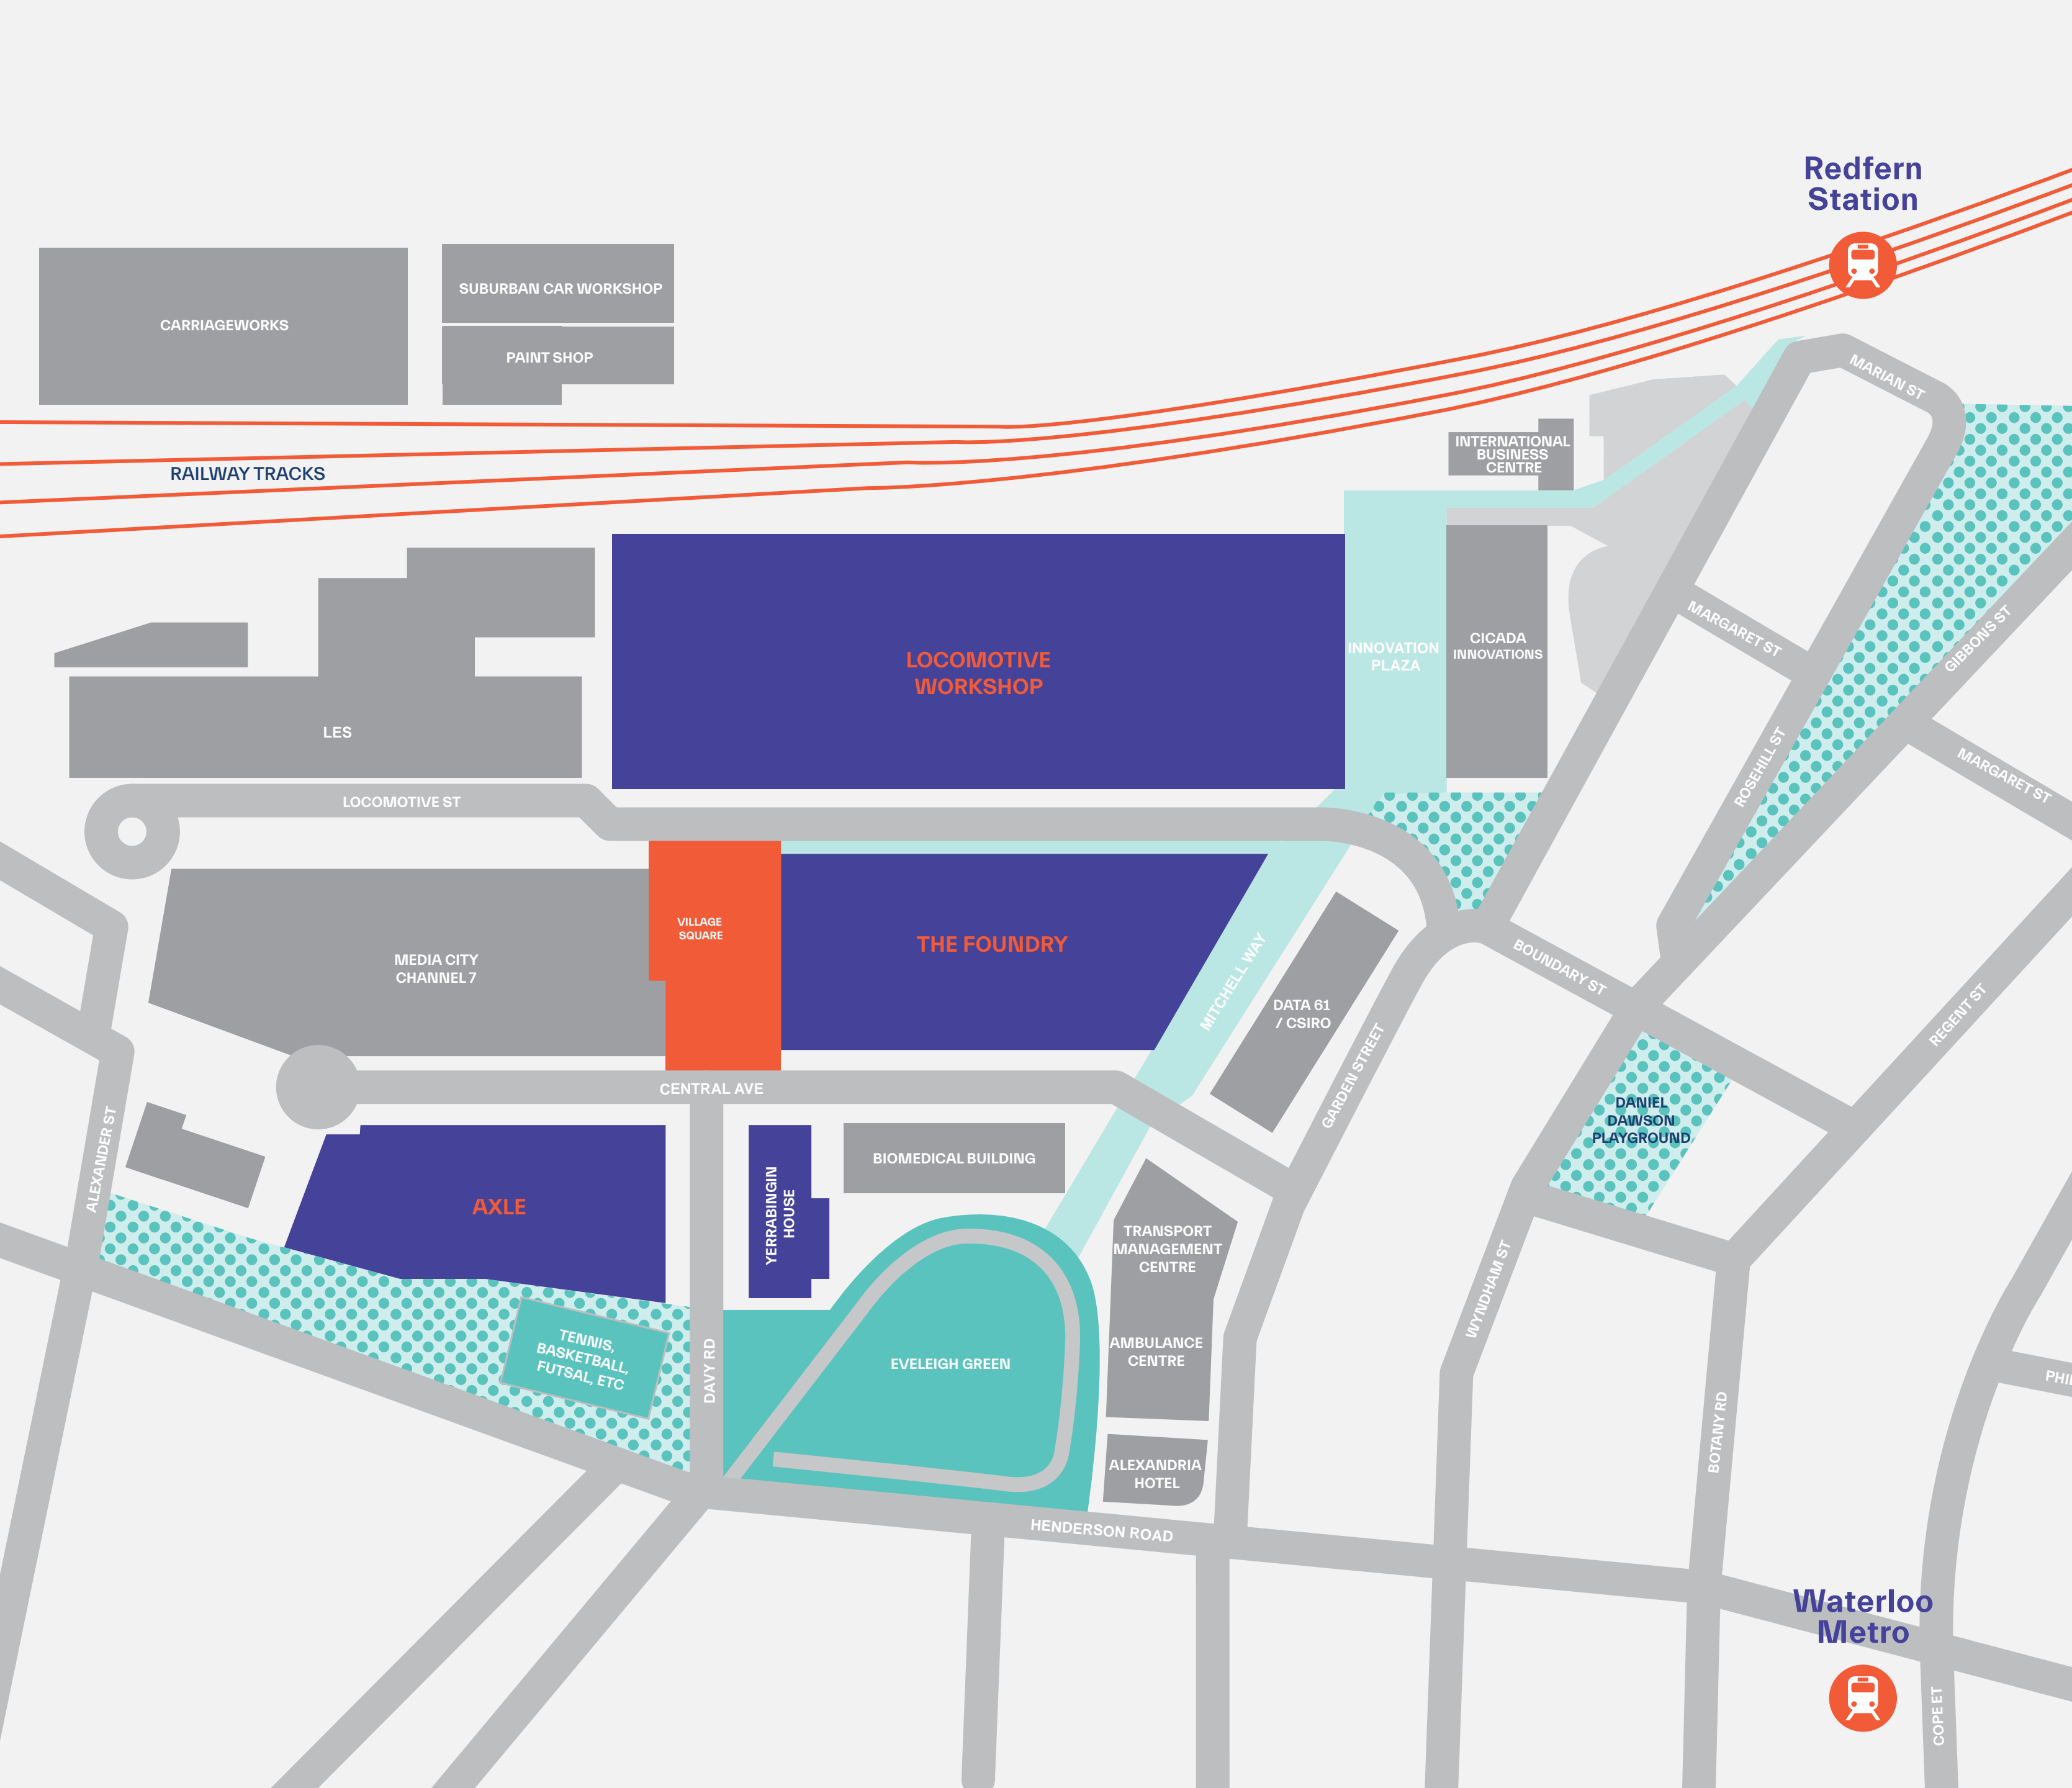 Redfern
Station
SUBURBAN CAR WORKSHOP
CARRIAGEWORKS
PAINT SHOP
MARIAN ST
INTERNATIONAL
BUSINESS
CENTRE
RAILWAY TRACKS
LOCOMOTIVE
WORKSHOP
INNOVATION
PLAZA
CICADA
INNOVATIONS
MARGARET ST
GIBBONS ST
LES
ROSEHILL ST
MARGARET ST
LOCOMOTIVE ST
VILLAGE
SQUARE
THE FOUNDRY
MEDIA CITY
CHANNEL 7
MITCHELL WAY
BOUNDARY ST
DATA 61
/ CSIRO
REGENT ST
GARDEN STREET
CENTRAL AVE
DANIEL
DAWSON
PLAYGROUND
ALEXANDER ST
BIOMEDICAL BUILDING
AXLE
YERRABINGIN
HOUSE
TRANSPORT
MANAGEMENT
CENTRE
WYNDHAM ST
TENNIS,
BASKETBALL,
FUTSAL, ETC
DAVY RD
EVELEIGH GREEN
AMBULANCE
CENTRE
PHIL
BOTANY RD
ALEXANDRIA
HOTEL
HENDERSON ROAD
Waterloo
Metro
COPE ET